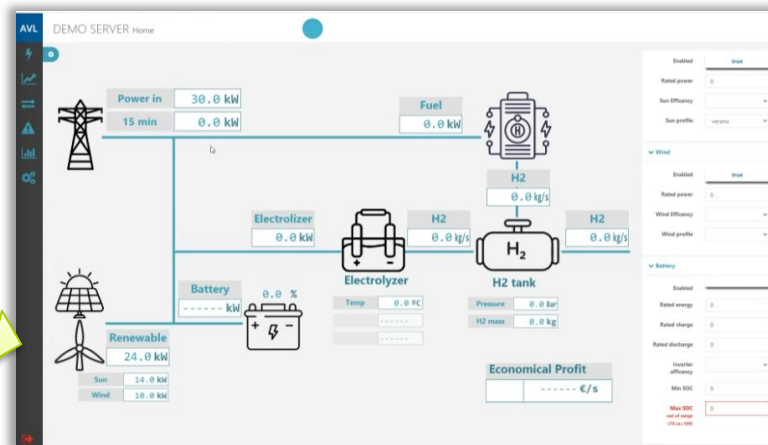 AVL DEMO SERVER Home
Power in 30.0 kW
15 min 0.0 kW
Fuel
0.0 kW
H2
0.0 kg/s
Electrolizer
0.0 kW
H2
0.0 kg/s
H2
0.0 kg/s
H2
Electrolyzer
H2 tank
Temp 0.0 ºC
------
------
Pressure 0.0 Bar
H2 mass 0.0 kg
Battery
------ kW
0.0 %
Renewable
24.0 kW
Sun 14.0 kW
Wind 10.0 kW
Economical Profit
------ €/s
Enabled true
Rated power 0
Sun Efficency
Sun profile verano
Wind
Enabled true
Rated power 0
Wind Efficency
Wind profile
Battery
Enabled
Rated energy 0
Rated charge 0
Rated discharge 0
Inverter
efficency
Min SOC 0
Max SOC 0
out of range